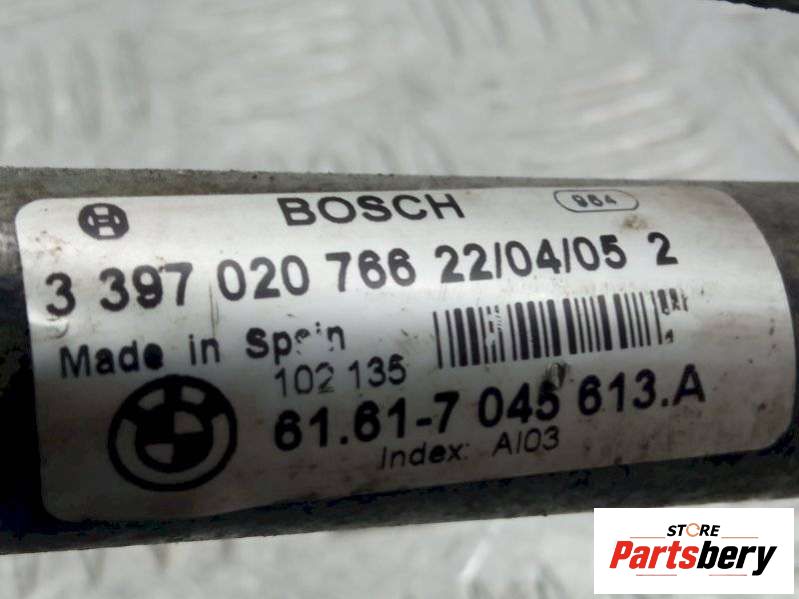 BOSCH 964
3 397 020 766 22/04/05 2
Made in Spain
102 135
61.61-7 045 613.A
Index: AI03
STORE
Partsbery